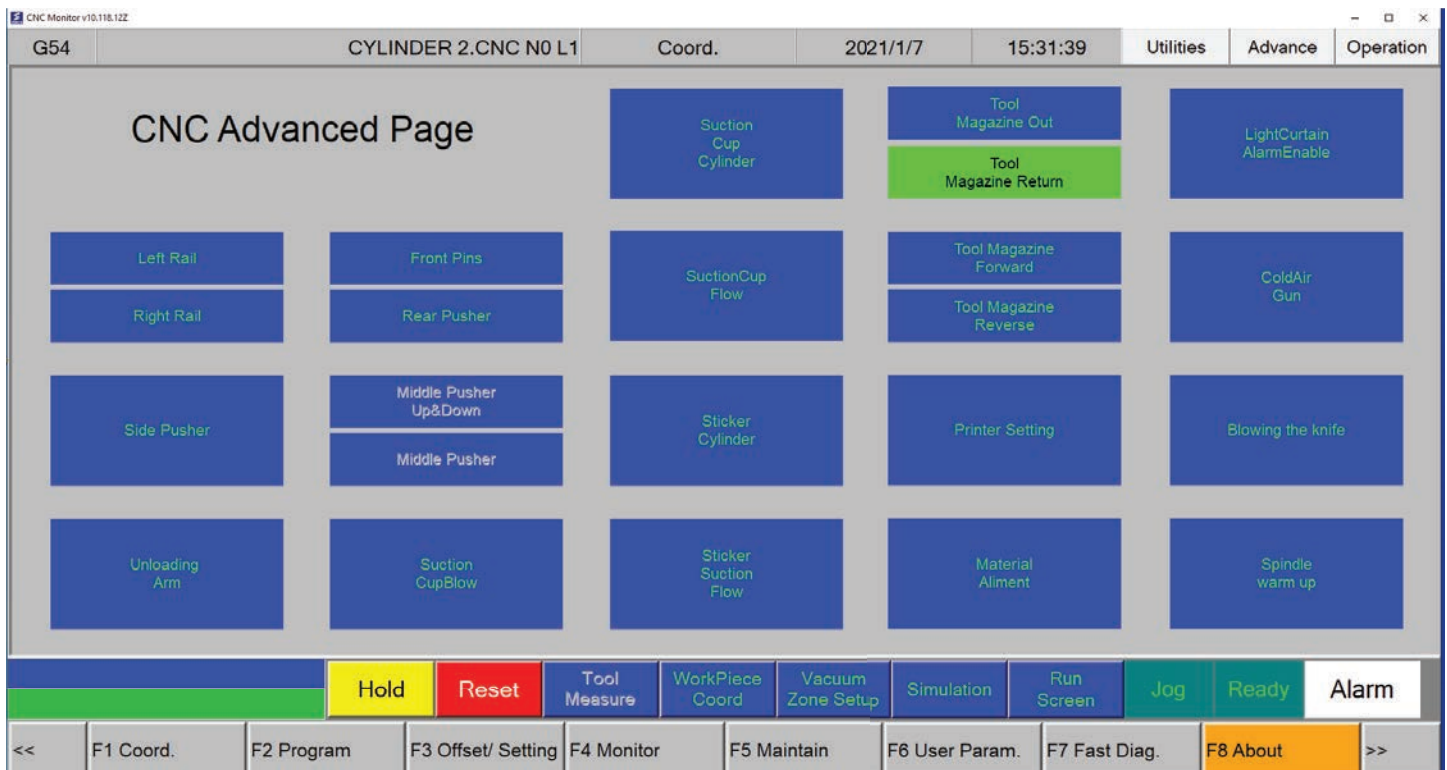 CNC Monitor v10.118.12Z
G54 CYLINDER 2.CNC N0 L1 Coord. 2021/1/7 15:31:39 Utilities Advance Operation
CNC Advanced Page
Suction
Cup
Cylinder
Tool
Magazine Out
Tool
Magazine Return
LightCurtain
AlarmEnable
Left Rail
Right Rail
Front Pins
Rear Pusher
SuctionCup
Flow
Tool Magazine
Forward
Tool Magazine
Reverse
ColdAir
Gun
Side Pusher
Middle Pusher
Up&Down
Middle Pusher
Sticker
Cylinder
Printer Setting
Blowing the knife
Unloading
Arm
Suction
CupBlow
Sticker
Suction
Flow
Material
Aliment
Spindle
warm up
Hold
Reset
Tool
Measure
WorkPiece
Coord
Vacuum
Zone Setup
Simulation
Run
Screen
Jog
Ready
Alarm
<< F1 Coord. F2 Program F3 Offset/ Setting F4 Monitor F5 Maintain F6 User Param. F7 Fast Diag. F8 About >>